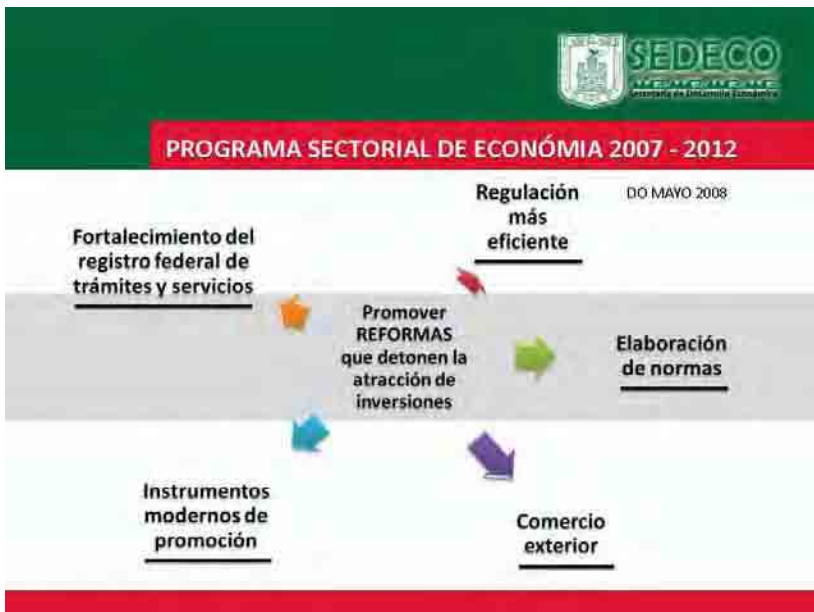 SEDECO
Secretaría de Desarrollo Económico
PROGRAMA SECTORIAL DE ECONÓMIA 2007 - 2012
Regulación
más
eficiente
DO MAYO 2008
Fortalecimiento del
registro federal de
trámites y servicios
Promover
REFORMAS
que detonen la
atracción de
inversiones
Elaboración
de normas
Instrumentos
modernos de
promoción
Comercio
exterior